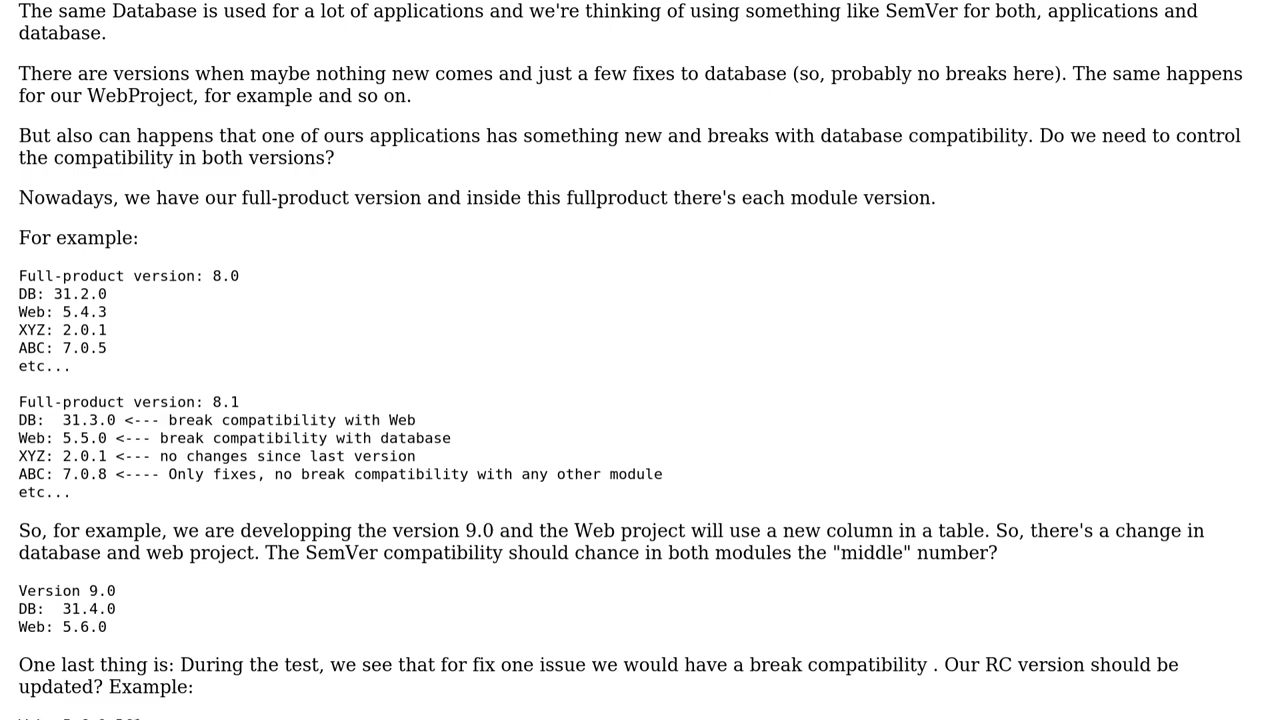 The same Database is used for a lot of applications and we're thinking of using something like SemVer for both, applications and
database.
There are versions when maybe nothing new comes and just a few fixes to database (so, probably no breaks here). The same happens
for our WebProject, for example and so on.
But also can happens that one of ours applications has something new and breaks with database compatibility. Do we need to control
the compatibility in both versions?
Nowadays, we have our full-product version and inside this fullproduct there's each module version.
For example:
Full-product version: 8.0
DB: 31.2.0
Web: 5.4.3
XYZ: 2.0.1
ABC: 7.0.5
etc...
Full-product version: 8.1
DB:  31.3.0 <--- break compatibility with Web
Web: 5.5.0 <--- break compatibility with database
XYZ: 2.0.1 <--- no changes since last version
ABC: 7.0.8 <---- Only fixes, no break compatibility with any other module
etc...
So, for example, we are developping the version 9.0 and the Web project will use a new column in a table. So, there's a change in
database and web project. The SemVer compatibility should chance in both modules the "middle" number?
Version 9.0
DB:  31.4.0
Web: 5.6.0
One last thing is: During the test, we see that for fix one issue we would have a break compatibility . Our RC version should be
updated? Example: